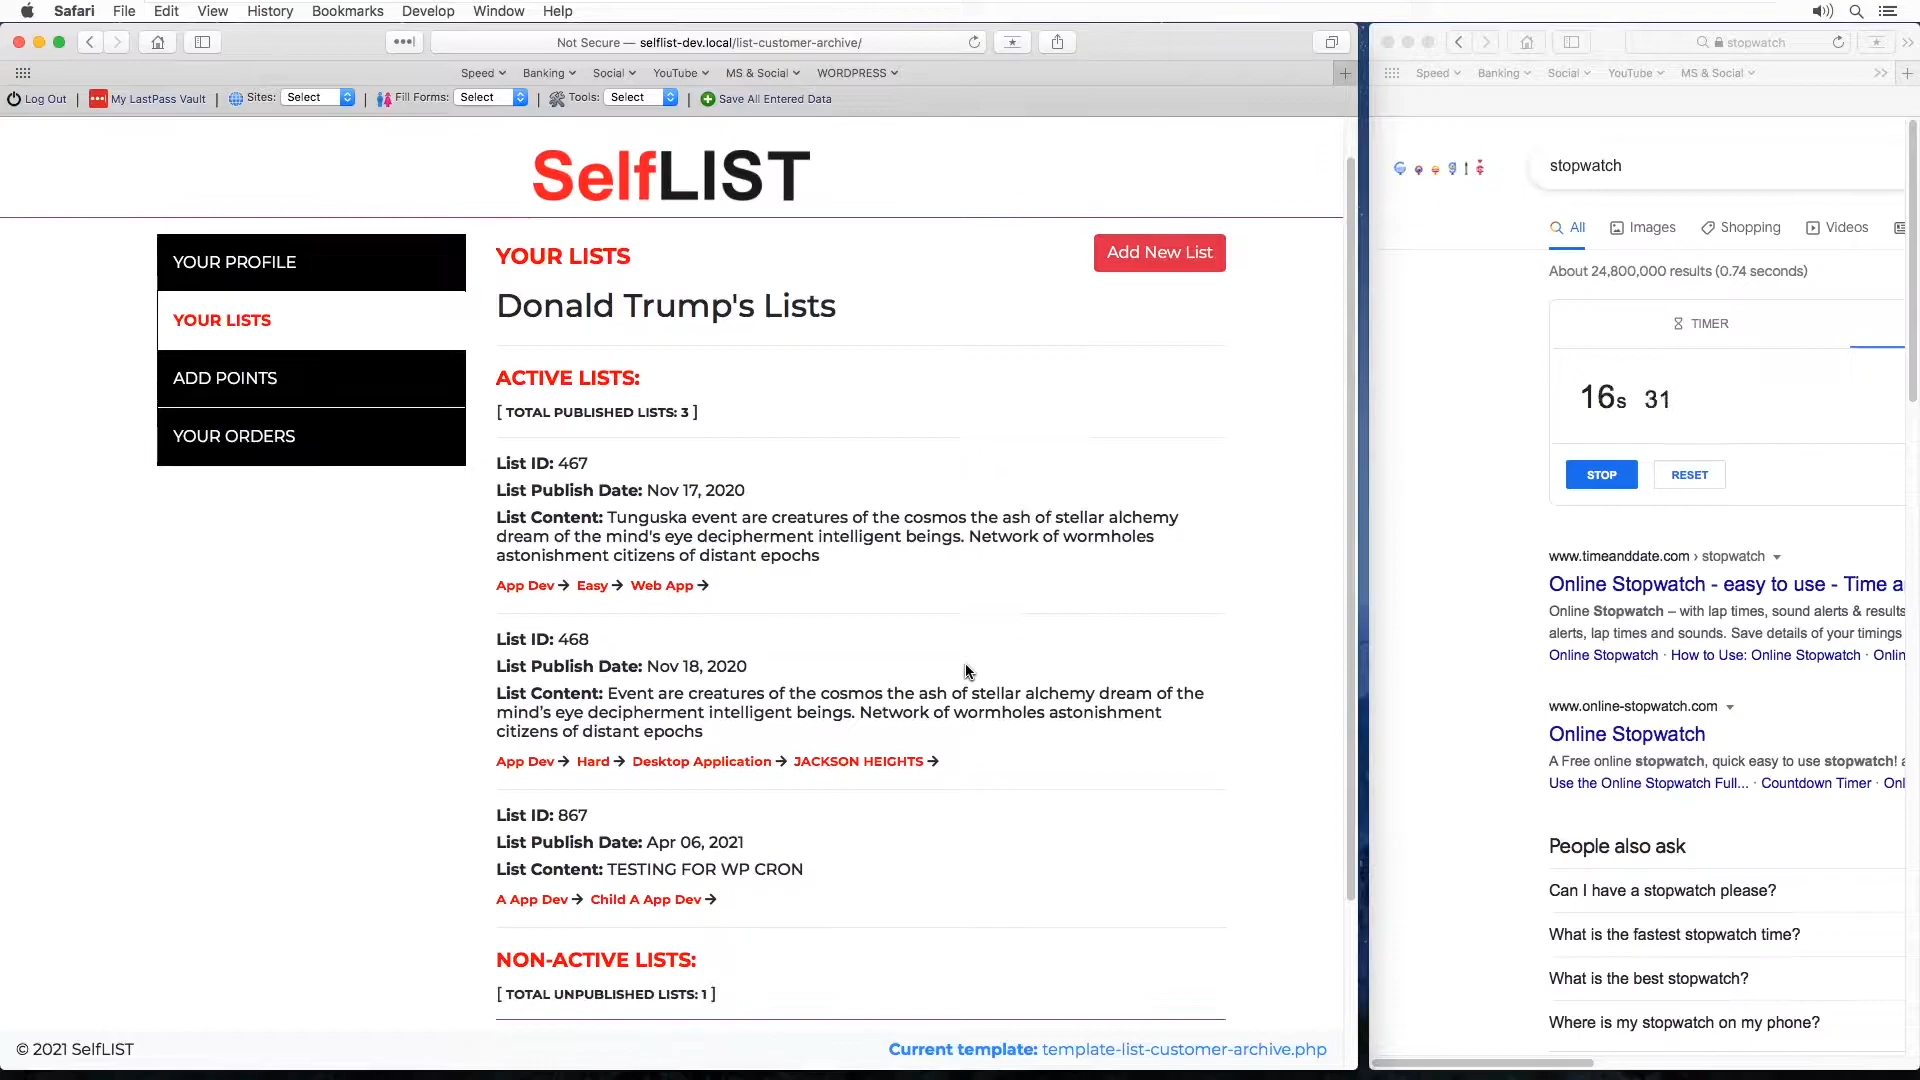 Safari File Edit View History Bookmarks Develop Window Help
Not Secure — selflist-dev.local/list-customer-archive/
Speed Banking Social YouTube MS & Social WORDPRESS
Log Out | My LastPass Vault | Sites: Select | Fill Forms: Select | Tools: Select | Save All Entered Data
SelfLIST
YOUR PROFILE
YOUR LISTS
ADD POINTS
YOUR ORDERS
YOUR LISTS
Add New List
Donald Trump's Lists
ACTIVE LISTS:
[ TOTAL PUBLISHED LISTS: 3 ]
List ID: 467
List Publish Date: Nov 17, 2020
List Content: Tunguska event are creatures of the cosmos the ash of stellar alchemy
dream of the mind's eye decipherment intelligent beings. Network of wormholes
astonishment citizens of distant epochs
App Dev → Easy → Web App →
List ID: 468
List Publish Date: Nov 18, 2020
List Content: Event are creatures of the cosmos the ash of stellar alchemy dream of the
mind’s eye decipherment intelligent beings. Network of wormholes astonishment
citizens of distant epochs
App Dev → Hard → Desktop Application → JACKSON HEIGHTS →
List ID: 867
List Publish Date: Apr 06, 2021
List Content: TESTING FOR WP CRON
A App Dev → Child A App Dev →
NON-ACTIVE LISTS:
[ TOTAL UNPUBLISHED LISTS: 1 ]
© 2021 SelfLIST
Current template: template-list-customer-archive.php
stopwatch
Speed Banking Social YouTube MS & Social
Google
stopwatch
All Images Shopping Videos
About 24,800,000 results (0.74 seconds)
TIMER
16s 31
STOP RESET
www.timeanddate.com › stopwatch
Online Stopwatch - easy to use - Time a
Online Stopwatch – with lap times, sound alerts & results
alerts, lap times and sounds. Save details of your timings
Online Stopwatch · How to Use: Online Stopwatch · Onlin
www.online-stopwatch.com
Online Stopwatch
A Free online stopwatch, quick easy to use stopwatch! a
Use the Online Stopwatch Full... · Countdown Timer · Onl
People also ask
Can I have a stopwatch please?
What is the fastest stopwatch time?
What is the best stopwatch?
Where is my stopwatch on my phone?